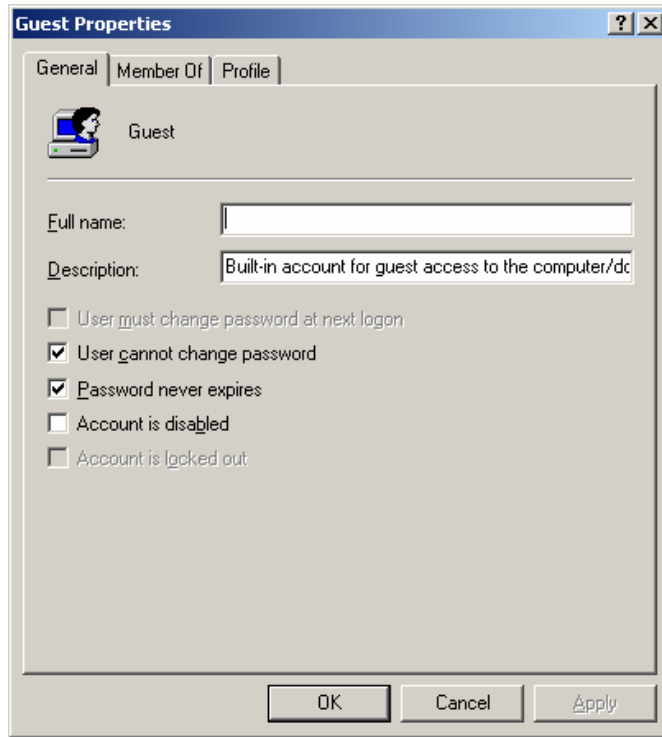 Guest Properties
General Member Of Profile
Guest
Full name:
Description: Built-in account for guest access to the computer/dc
User must change password at next logon
User cannot change password
Password never expires
Account is disabled
Account is locked out
OK Cancel Apply